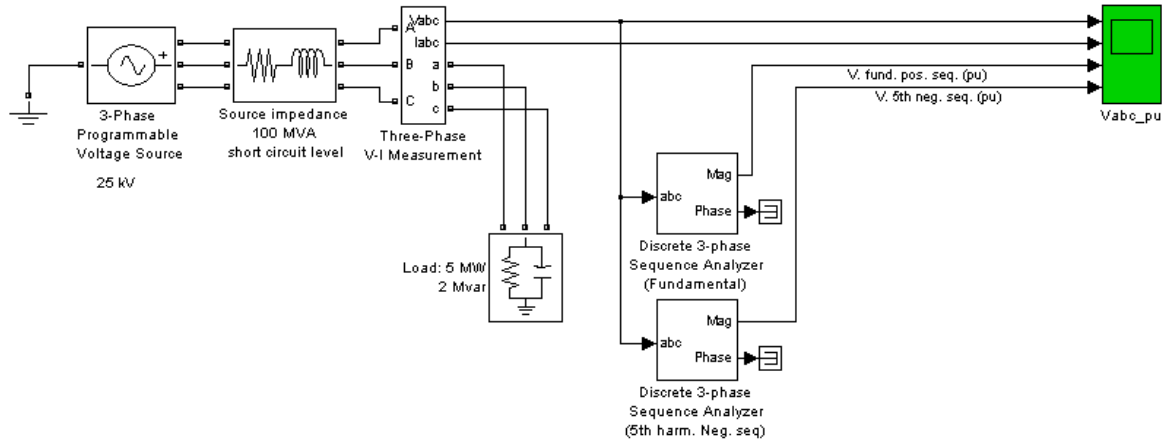 Vabc
A
Iabc
B
a
b
C
c
3-Phase
Programmable
Voltage Source
25 kV
Source impedance
100 MVA
short circuit level
Three-Phase
V-I Measurement
V. fund. pos. seq. (pu)
V. 5th neg. seq. (pu)
Vabc_pu
Load: 5 MW
2 Mvar
abc
Mag
Phase
Discrete 3-phase
Sequence Analyzer
(Fundamental)
abc
Mag
Phase
Discrete 3-phase
Sequence Analyzer
(5th harm. Neg. seq)